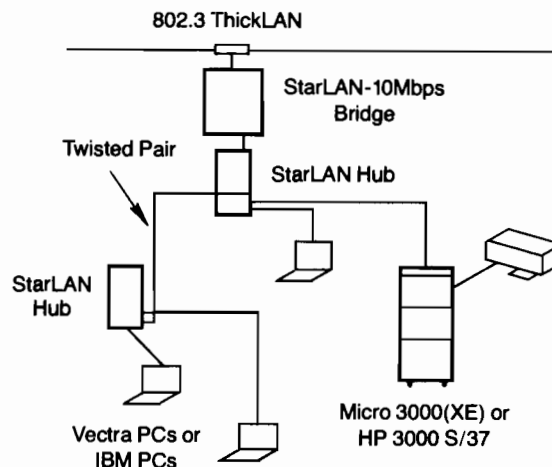 802.3 ThickLAN
StarLAN-10Mbps
Bridge
Twisted Pair
StarLAN Hub
StarLAN
Hub
Vectra PCs or
IBM PCs
Micro 3000(XE) or
HP 3000 S/37